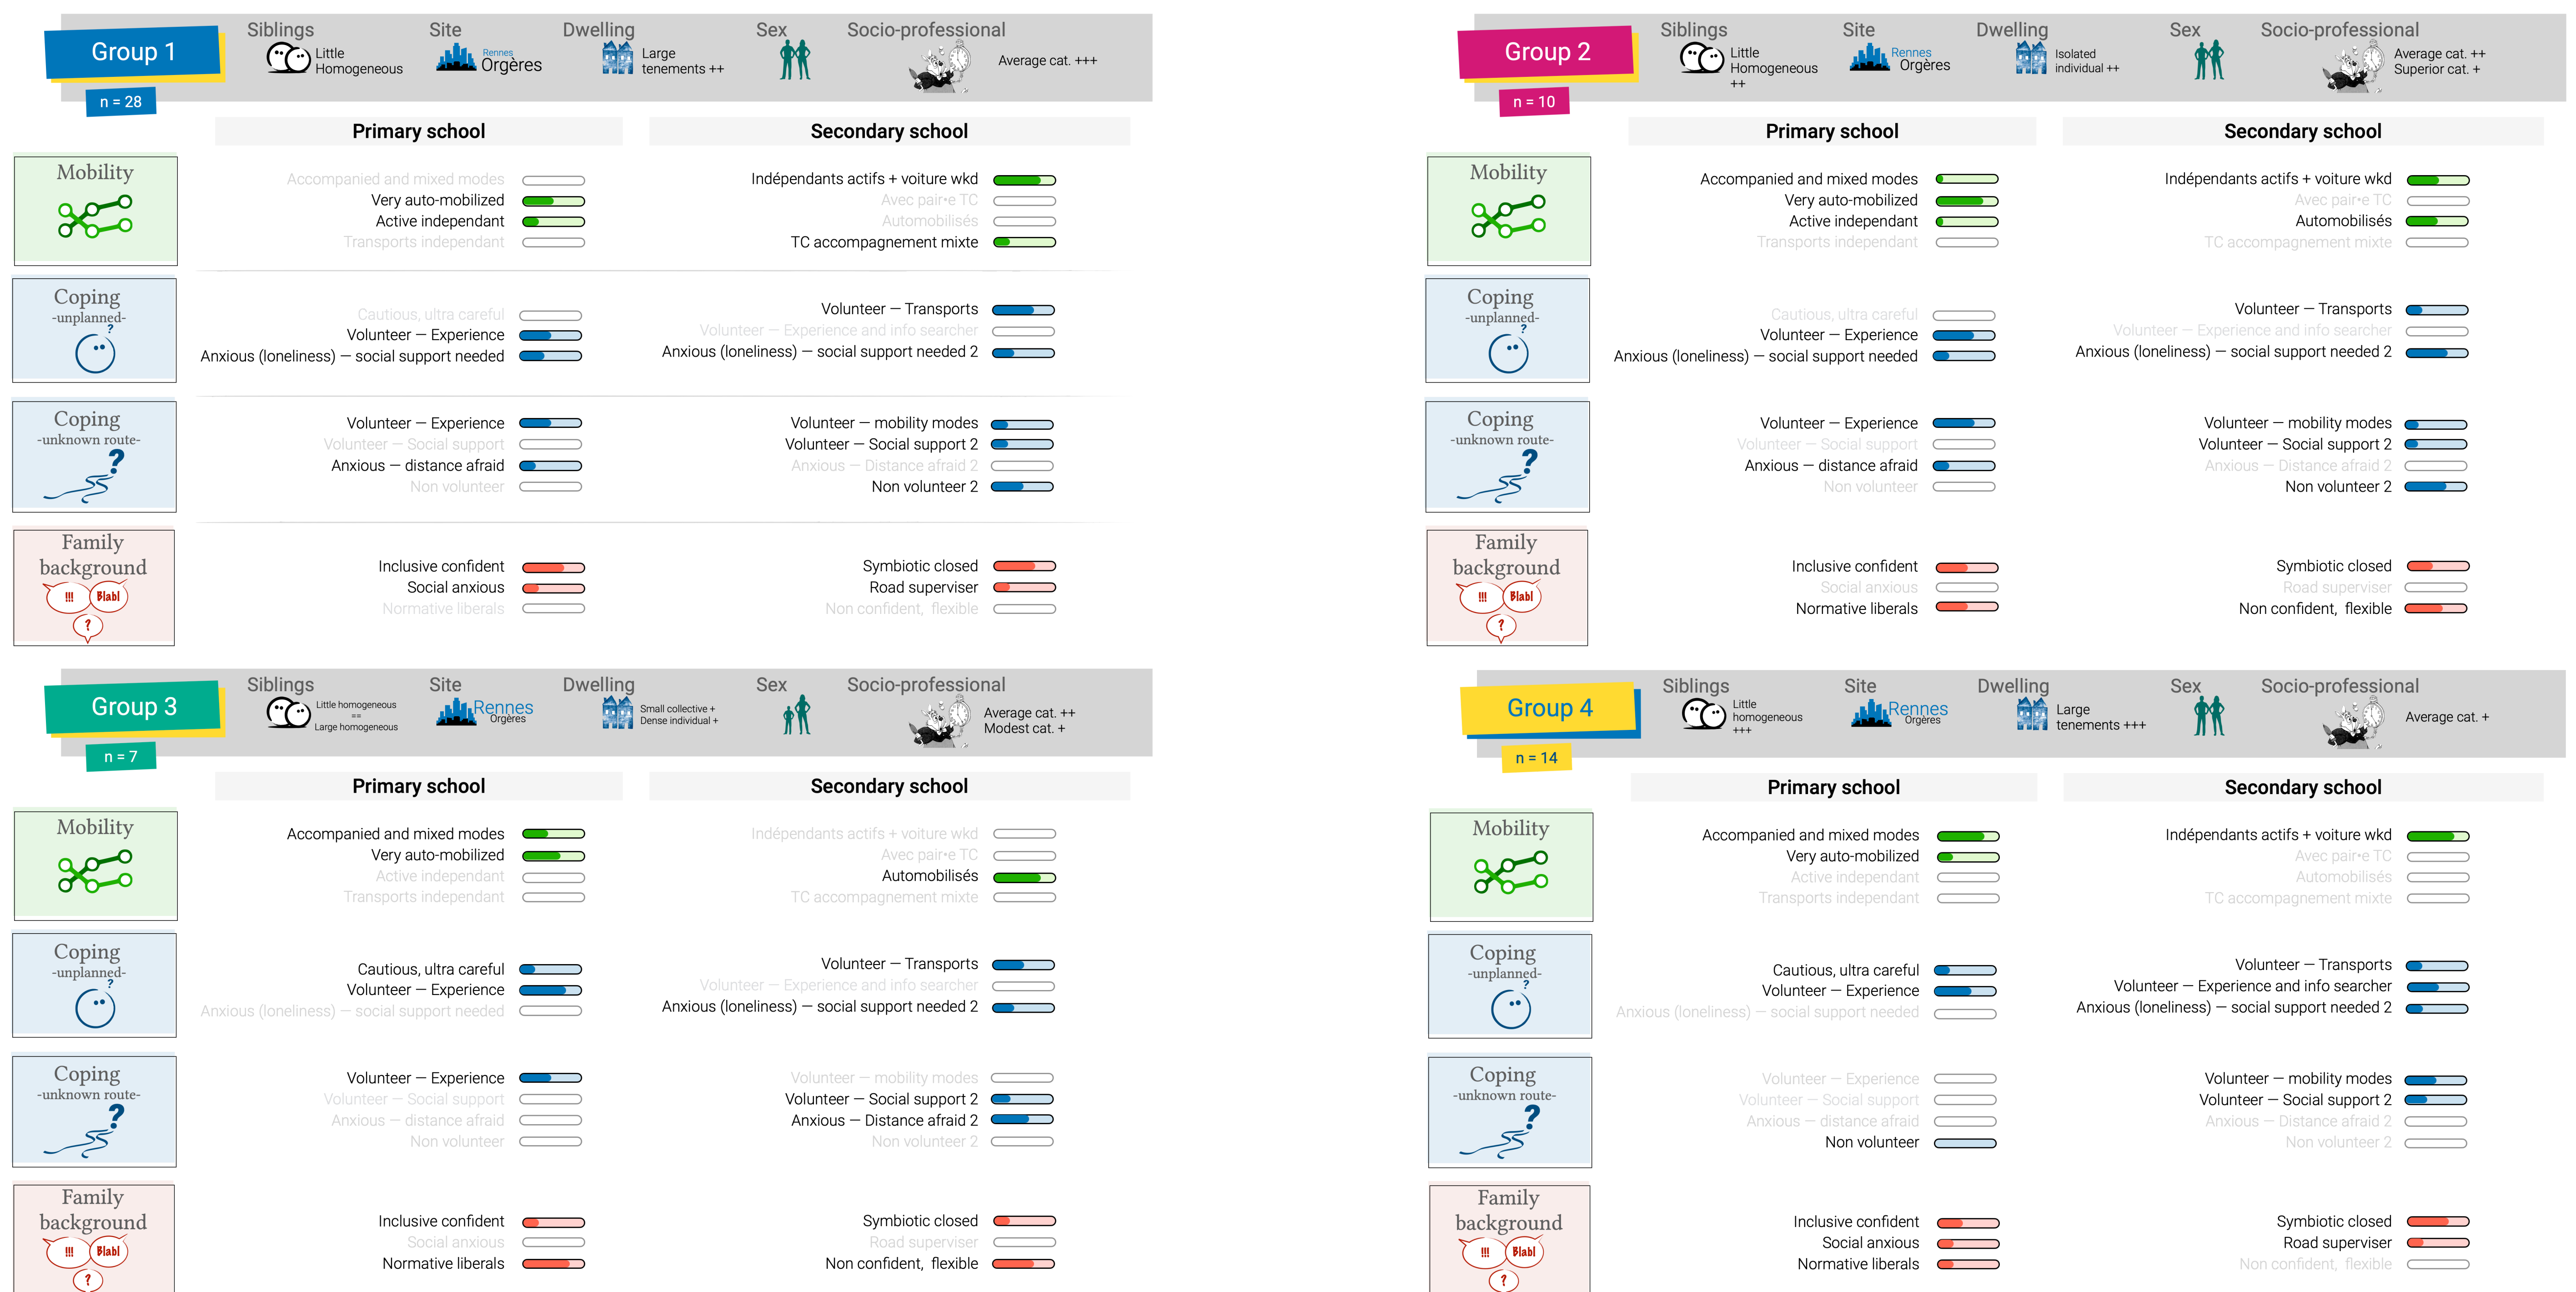 Group 1
n = 28
Siblings
Little
Homogeneous
Site
Rennes
Orgères
Dwelling
Large
tenements ++
Sex
Socio-professional
Average cat. +++
Primary school
Secondary school
Mobility
Accompanied and mixed modes
Very auto-mobilized
Active independant
Transports independant
Indépendants actifs + voiture wkd
Avec pair•e TC
Automobilisés
TC accompagnement mixte
Coping
-unplanned-
?
Cautious, ultra careful
Volunteer — Experience
Anxious (loneliness) — social support needed
Volunteer — Transports
Volunteer — Experience and info searcher
Anxious (loneliness) — social support needed 2
Coping
-unknown route-
?
Volunteer — Experience
Volunteer — Social support
Anxious — distance afraid
Non volunteer
Volunteer — mobility modes
Volunteer — Social support 2
Anxious — Distance afraid 2
Non volunteer 2
Family
background
!!!
Blabl
?
Inclusive confident
Social anxious
Normative liberals
Symbiotic closed
Road superviser
Non confident, flexible
Group 2
n = 10
Siblings
Little
Homogeneous
++
Site
Rennes
Orgères
Dwelling
Isolated
individual ++
Sex
Socio-professional
Average cat. ++
Superior cat. +
Primary school
Secondary school
Mobility
Accompanied and mixed modes
Very auto-mobilized
Active independant
Transports independant
Indépendants actifs + voiture wkd
Avec pair•e TC
Automobilisés
TC accompagnement mixte
Coping
-unplanned-
?
Cautious, ultra careful
Volunteer — Experience
Anxious (loneliness) — social support needed
Volunteer — Transports
Volunteer — Experience and info searcher
Anxious (loneliness) — social support needed 2
Coping
-unknown route-
?
Volunteer — Experience
Volunteer — Social support
Anxious — distance afraid
Non volunteer
Volunteer — mobility modes
Volunteer — Social support 2
Anxious — Distance afraid 2
Non volunteer 2
Family
background
!!!
Blabl
?
Inclusive confident
Social anxious
Normative liberals
Symbiotic closed
Road superviser
Non confident, flexible
Group 3
n = 7
Siblings
Little homogeneous
==
Large homogeneous
Site
Rennes
Orgères
Dwelling
Small collective +
Dense individual +
Sex
Socio-professional
Average cat. ++
Modest cat. +
Primary school
Secondary school
Mobility
Accompanied and mixed modes
Very auto-mobilized
Active independant
Transports independant
Indépendants actifs + voiture wkd
Avec pair•e TC
Automobilisés
TC accompagnement mixte
Coping
-unplanned-
?
Cautious, ultra careful
Volunteer — Experience
Anxious (loneliness) — social support needed
Volunteer — Transports
Volunteer — Experience and info searcher
Anxious (loneliness) — social support needed 2
Coping
-unknown route-
?
Volunteer — Experience
Volunteer — Social support
Anxious — distance afraid
Non volunteer
Volunteer — mobility modes
Volunteer — Social support 2
Anxious — Distance afraid 2
Non volunteer 2
Family
background
!!!
Blabl
?
Inclusive confident
Social anxious
Normative liberals
Symbiotic closed
Road superviser
Non confident, flexible
Group 4
n = 14
Siblings
Little
homogeneous
+++
Site
Rennes
Orgères
Dwelling
Large
tenements +++
Sex
Socio-professional
Average cat. +
Primary school
Secondary school
Mobility
Accompanied and mixed modes
Very auto-mobilized
Active independant
Transports independant
Indépendants actifs + voiture wkd
Avec pair•e TC
Automobilisés
TC accompagnement mixte
Coping
-unplanned-
?
Cautious, ultra careful
Volunteer — Experience
Anxious (loneliness) — social support needed
Volunteer — Transports
Volunteer — Experience and info searcher
Anxious (loneliness) — social support needed 2
Coping
-unknown route-
?
Volunteer — Experience
Volunteer — Social support
Anxious — distance afraid
Non volunteer
Volunteer — mobility modes
Volunteer — Social support 2
Anxious — Distance afraid 2
Non volunteer 2
Family
background
!!!
Blabl
?
Inclusive confident
Social anxious
Normative liberals
Symbiotic closed
Road superviser
Non confident, flexible